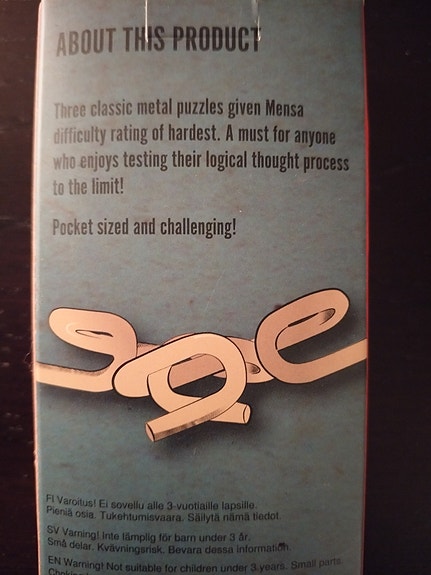 ABOUT THIS PRODUCT
Three classic metal puzzles given Mensa
difficulty rating of hardest. A must for anyone
who enjoys testing their logical thought process
to the limit!
Pocket sized and challenging!
FI Varoitus! Ei sovellu alle 3-vuotiaille lapsille.
Pieniä osia. Tukehtumisvaara. Säilytä nämä tiedot.
SV Varning! Inte lämplig för barn under 3 år.
Små delar. Kvävningsrisk. Bevara dessa information.
EN Warning! Not suitable for children under 3 years. Small parts.